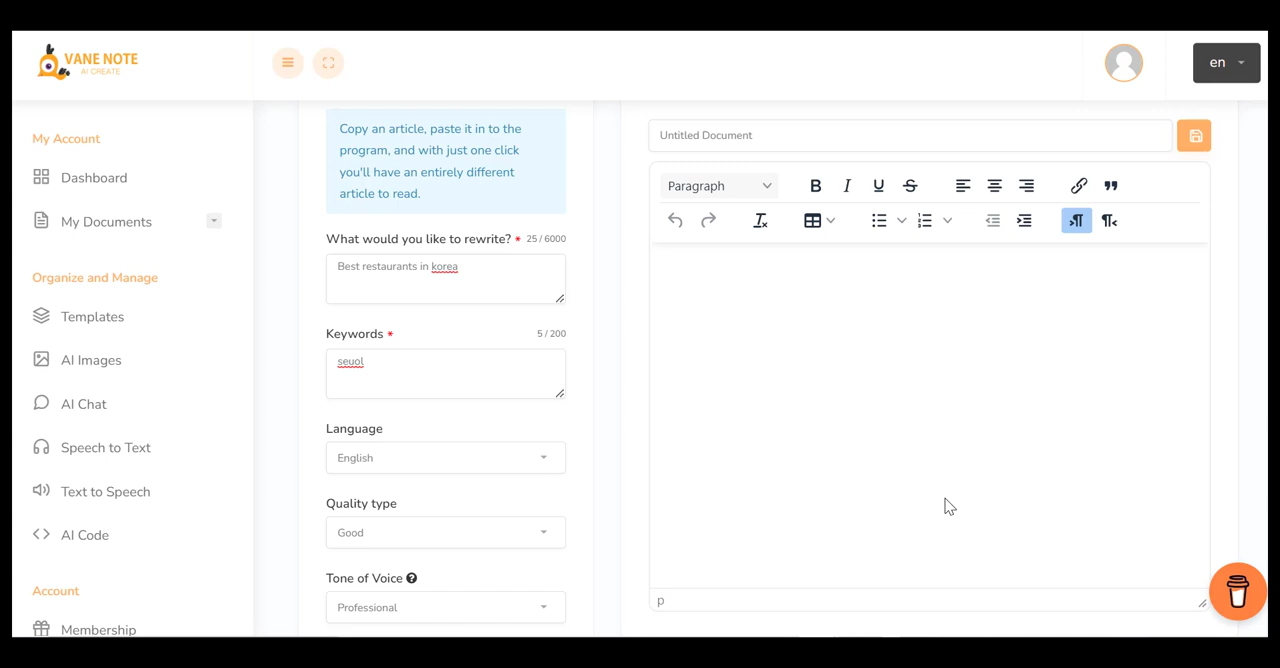 VANE NOTE
AI CREATE
en
My Account
Dashboard
My Documents
Organize and Manage
Templates
AI Images
AI Chat
Speech to Text
Text to Speech
AI Code
Account
Membership
Copy an article, paste it in to the
program, and with just one click
you'll have an entirely different
article to read.
What would you like to rewrite? * 25 / 6000
Best restaurants in korea
Keywords * 5 / 200
seuol
Language
English
Quality type
Good
Tone of Voice ?
Professional
Untitled Document
Paragraph B I U S
p